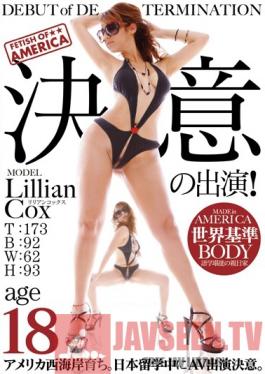 DEBUT of DETERMINATION
FETISH OF★★
AMERICA
決意
の出演!
MODEL
Lillian
リリアンコックス
Cox
T:173
B:92
W:62
H:93
MADE in
AMERICA
世界基準
BODY
age
18
JAVSEX.TV
アメリカ西海岸育ち。日本留学中にAV出演決意。